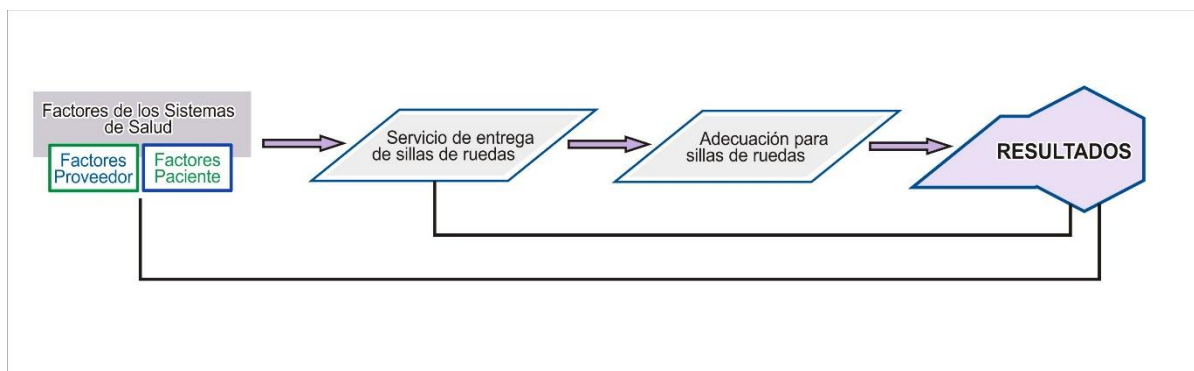 Factores de los Sistemas
de Salud
Factores
Proveedor
Factores
Paciente
Servicio de entrega
de sillas de ruedas
Adecuación para
sillas de ruedas
RESULTADOS